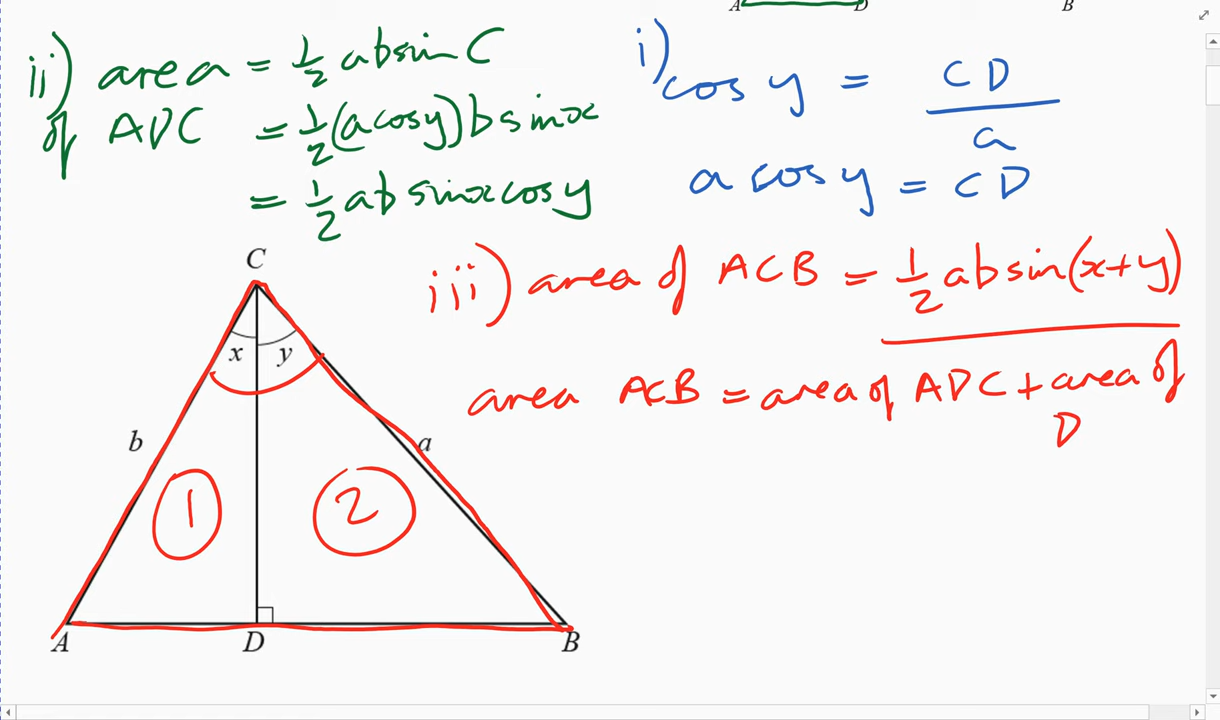 A D B
ii) area = 1/2 ab sin C
of ADC = 1/2 (a cos y) b sin x
= 1/2 ab sin x cos y
i) cos y = CD / a
a cos y = CD
iii) area of ACB = 1/2 ab sin(x+y)
area ACB = area of ADC + area of
D
C
x y
b a
1 2
A D B